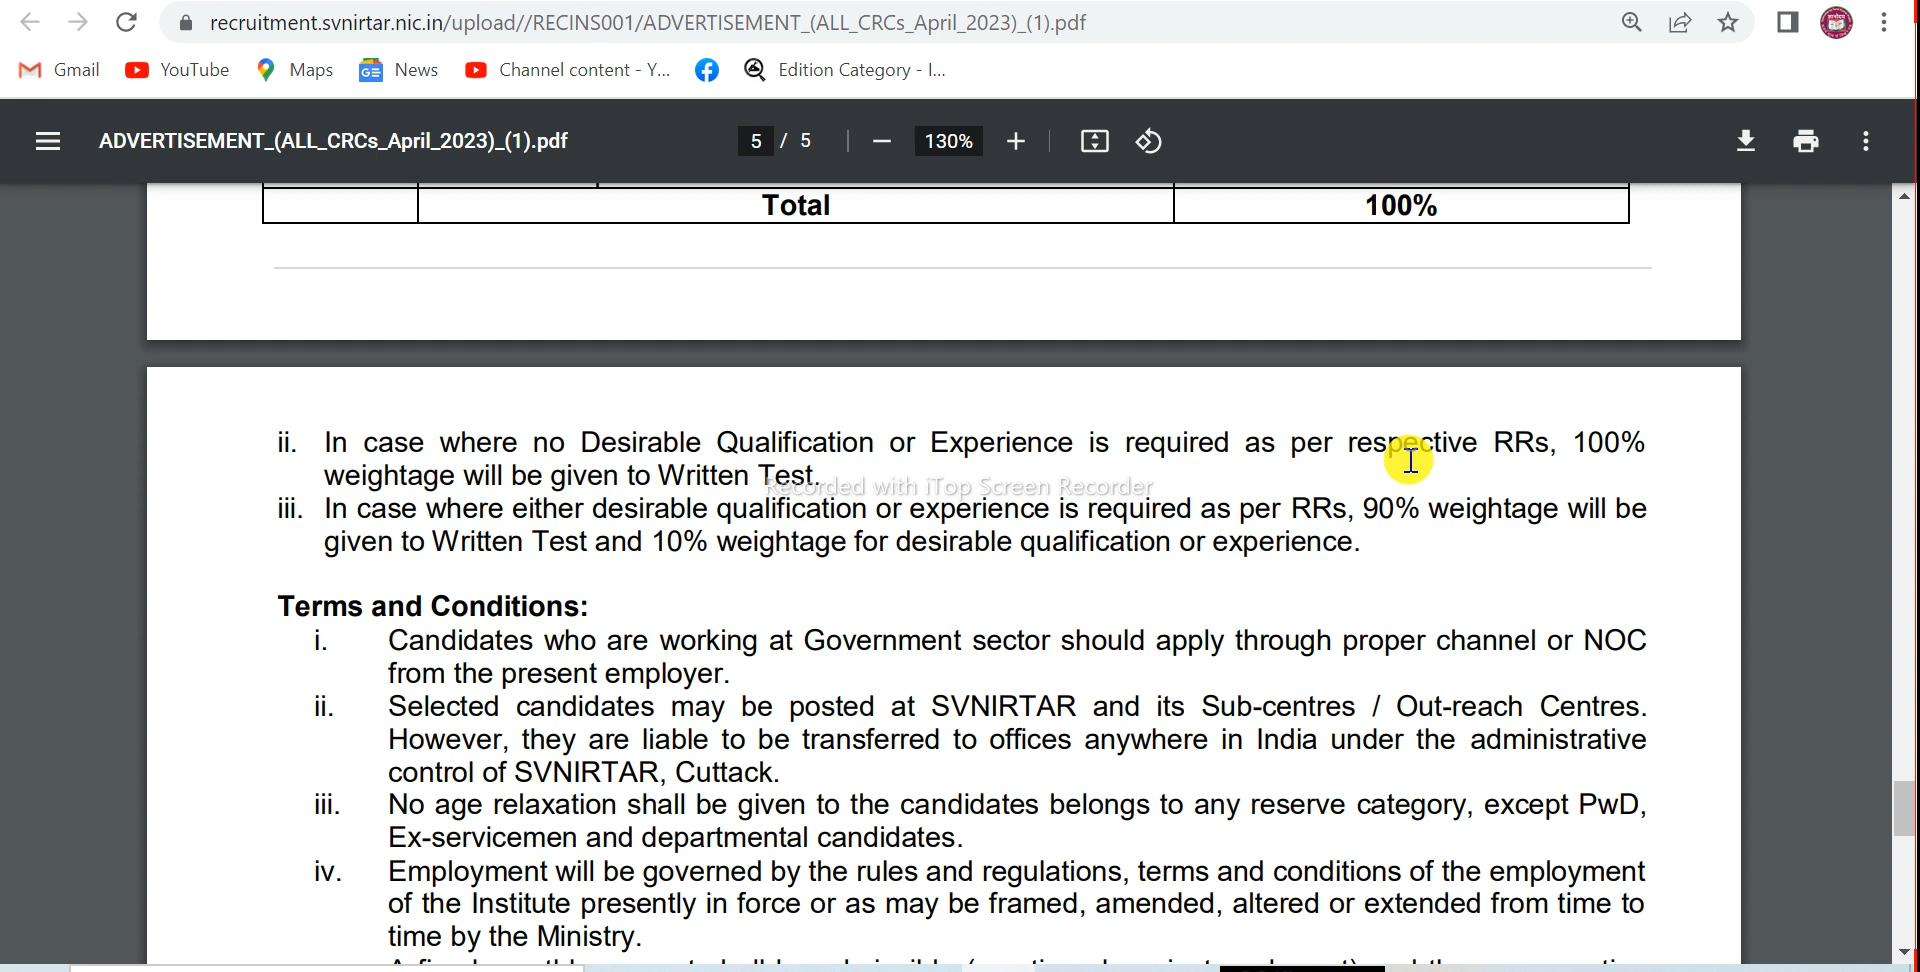 recruitment.svnirtar.nic.in/upload//RECINS001/ADVERTISEMENT_(ALL_CRCs_April_2023)_(1).pdf
Gmail YouTube Maps News Channel content - Y... Edition Category - I...
ADVERTISEMENT_(ALL_CRCs_April_2023)_(1).pdf 5 / 5 130%
Total 100%
ii. In case where no Desirable Qualification or Experience is required as per respective RRs, 100%
weightage will be given to Written Test.
Recorded with iTop Screen Recorder
iii. In case where either desirable qualification or experience is required as per RRs, 90% weightage will be
given to Written Test and 10% weightage for desirable qualification or experience.
Terms and Conditions:
i. Candidates who are working at Government sector should apply through proper channel or NOC
from the present employer.
ii. Selected candidates may be posted at SVNIRTAR and its Sub-centres / Out-reach Centres.
However, they are liable to be transferred to offices anywhere in India under the administrative
control of SVNIRTAR, Cuttack.
iii. No age relaxation shall be given to the candidates belongs to any reserve category, except PwD,
Ex-servicemen and departmental candidates.
iv. Employment will be governed by the rules and regulations, terms and conditions of the employment
of the Institute presently in force or as may be framed, amended, altered or extended from time to
time by the Ministry.